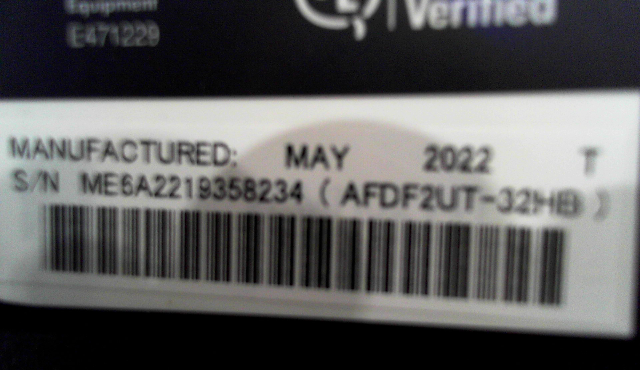 Equipment
E471229
Verified
MANUFACTURED: MAY 2022 T
S/N ME6A2219358234 ( AFDF2UT-32HB )